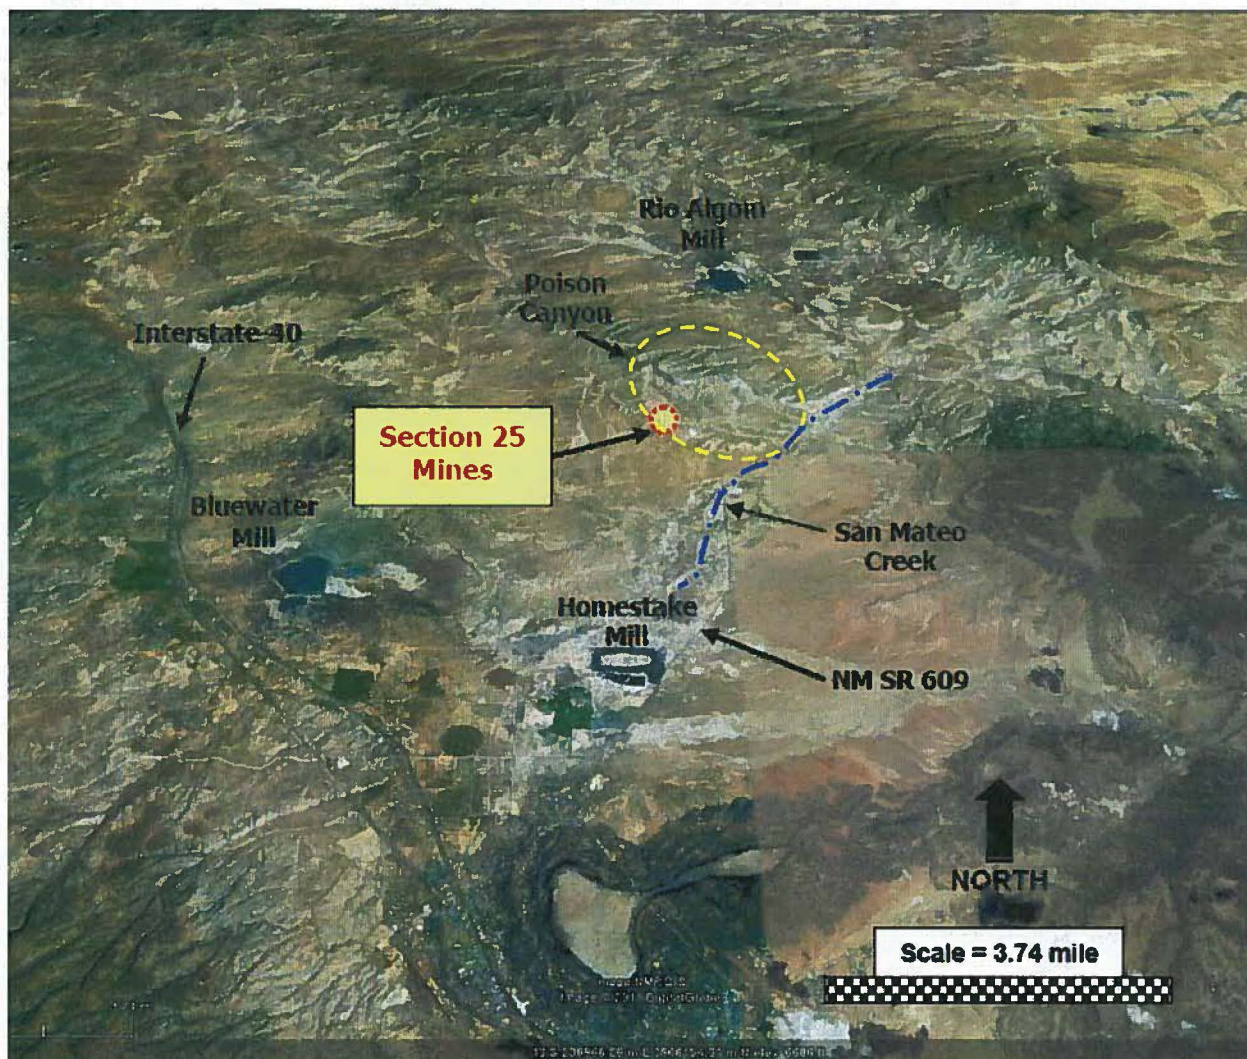 Rio Algom
Mill
Poison
Canyon
Interstate 40
Section 25
Mines
Bluewater
Mill
San Mateo
Creek
Homestake
Mill
NM SR 609
NORTH
Scale = 3.74 mile